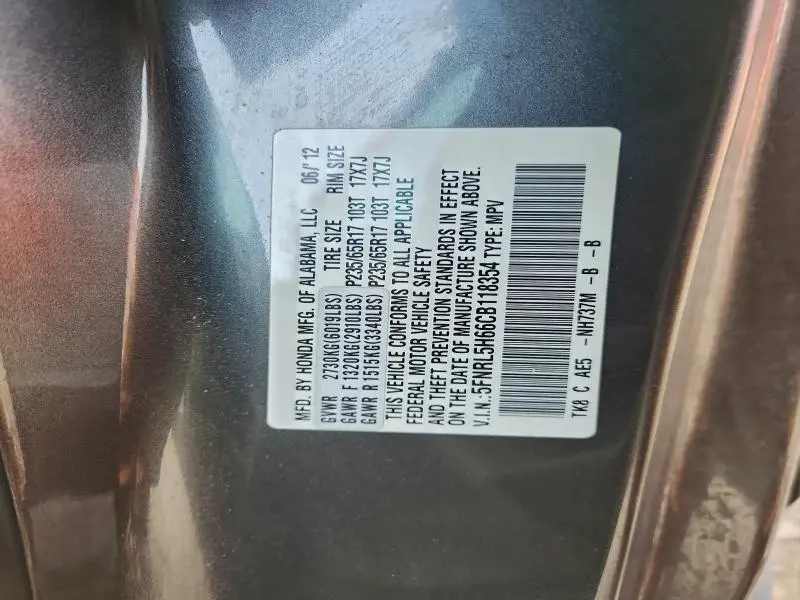 MFD. BY HONDA MFG. OF ALABAMA, LLC 06/'12
GVWR 2730KG(6019LBS) TIRE SIZE RIM SIZE
GAWR F 1320KG(2910LBS) P235/65R17 103T 17X7J
GAWR R 1515KG(3340LBS) P235/65R17 103T 17X7J
THIS VEHICLE CONFORMS TO ALL APPLICABLE
FEDERAL MOTOR VEHICLE SAFETY
AND THEFT PREVENTION STANDARDS IN EFFECT
ON THE DATE OF MANUFACTURE SHOWN ABOVE.
V.I.N.:5FNRL5H66CB118354 TYPE: MPV
TK8 C AE5 -NH737M -B -B